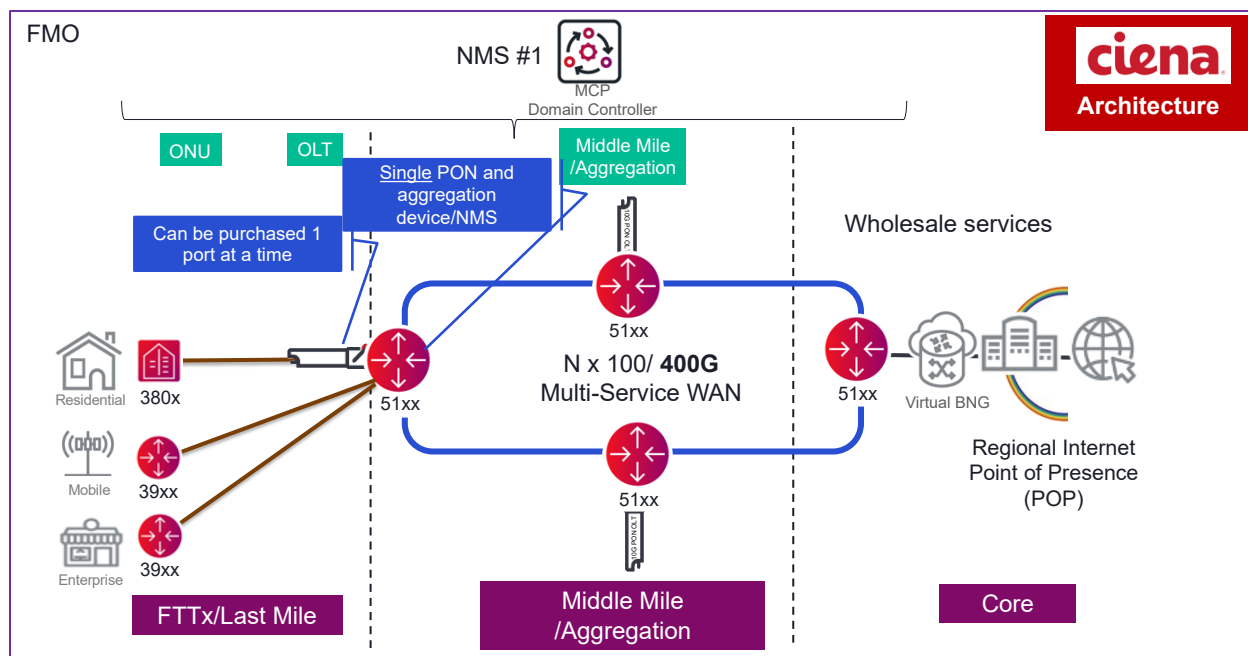 FMO
NMS #1
MCP
Domain Controller
ciena
Architecture
ONU
OLT
Middle Mile
/Aggregation
Single PON and
aggregation
device/NMS
Can be purchased 1
port at a time
10G PON OLT
Wholesale services
51xx
N x 100/ 400G
Multi-Service WAN
Residential
380x
51xx
51xx
Virtual BNG
Mobile
39xx
51xx
10G PON OLT
Regional Internet
Point of Presence
(POP)
Enterprise
39xx
FTTx/Last Mile
Middle Mile
/Aggregation
Core